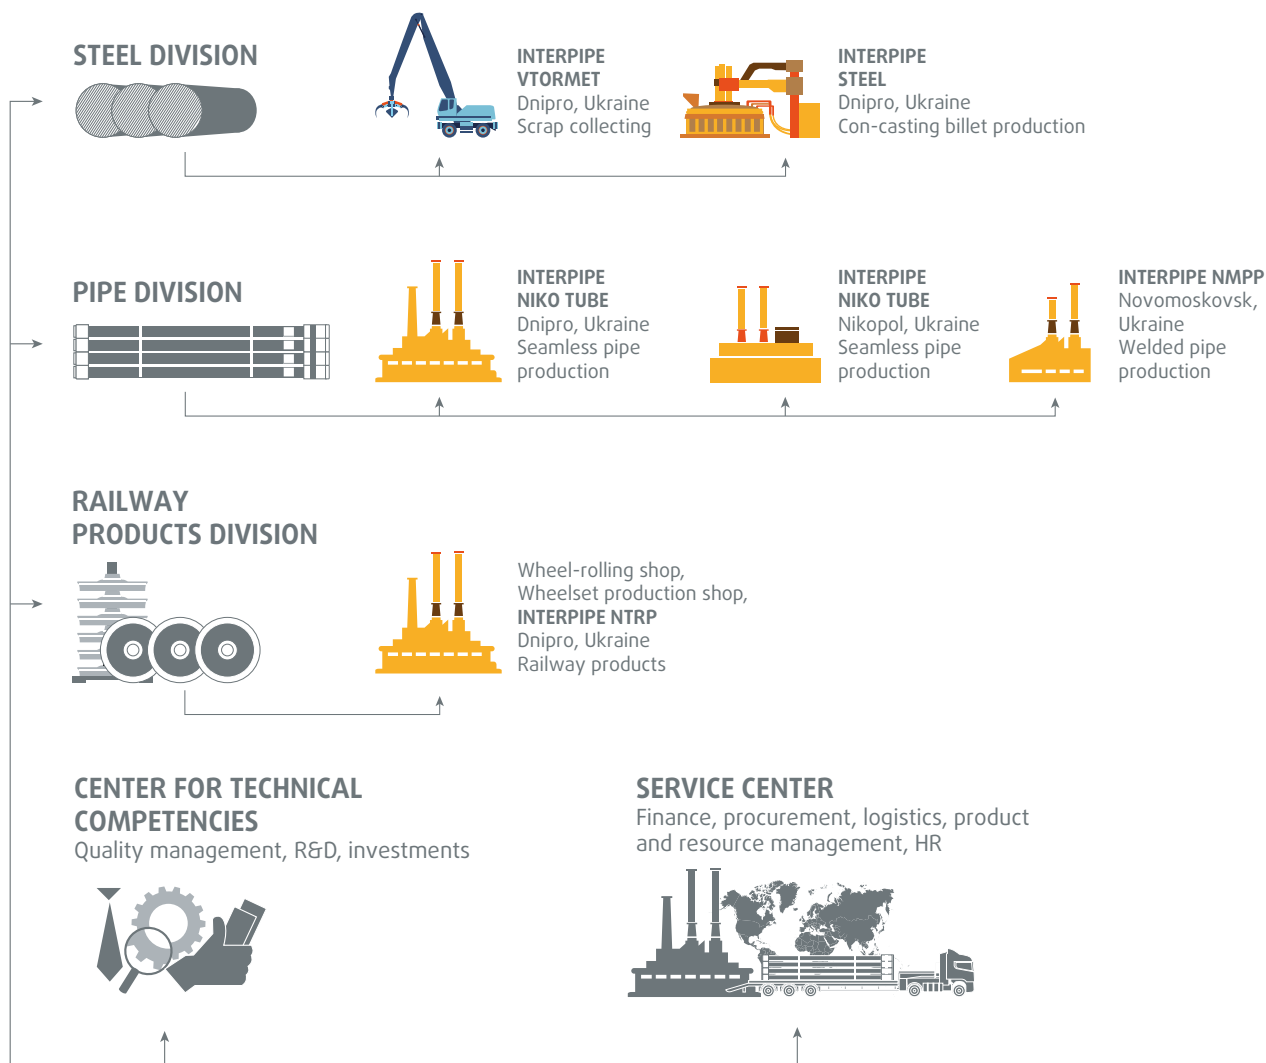 STEEL DIVISION
INTERPIPE
VTORMET
Dnipro, Ukraine
Scrap collecting
INTERPIPE
STEEL
Dnipro, Ukraine
Con-casting billet production
PIPE DIVISION
INTERPIPE
NIKO TUBE
Dnipro, Ukraine
Seamless pipe
production
INTERPIPE
NIKO TUBE
Nikopol, Ukraine
Seamless pipe
production
INTERPIPE NMPP
Novomoskovsk,
Ukraine
Welded pipe
production
RAILWAY
PRODUCTS DIVISION
Wheel-rolling shop,
Wheelset production shop,
INTERPIPE NTRP
Dnipro, Ukraine
Railway products
CENTER FOR TECHNICAL
COMPETENCIES
Quality management, R&D, investments
SERVICE CENTER
Finance, procurement, logistics, product
and resource management, HR